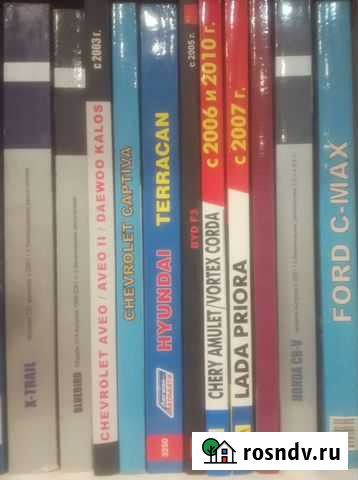 X-TRAIL
BLUEBIRD
с 2003 г.
CHEVROLET AVEO / AVEO II / DAEWOO KALOS
CHEVROLET CAPTIVA
HYUNDAI TERRACAN
3250
с 2005 г.
BYD F3
с 2006 и 2010 г.
CHERY AMULET/VORTEX CORDA
с 2007 г.
LADA PRIORA
HONDA CR-V
FORD C-MAX
rosndv.ru